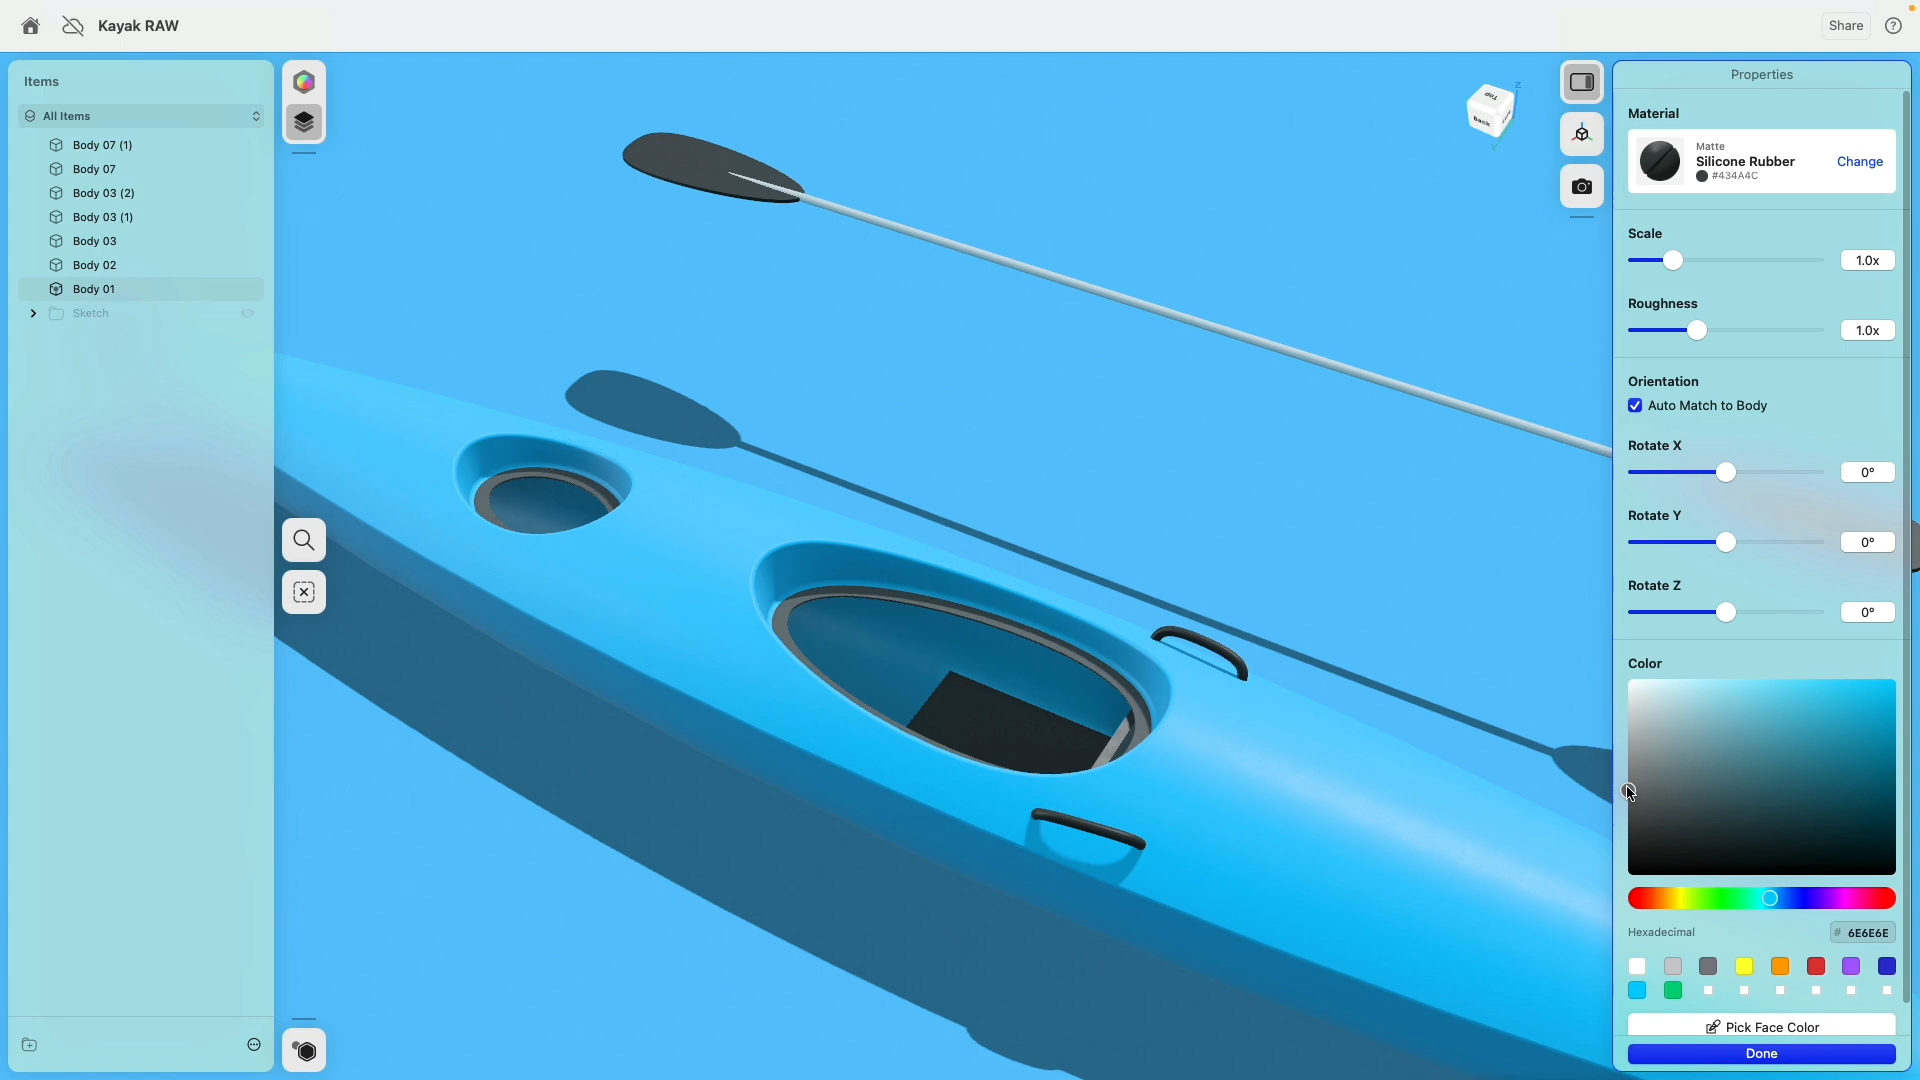 Kayak RAW
Share
Items
All Items
Body 07 (1)
Body 07
Body 03 (2)
Body 03 (1)
Body 03
Body 02
Body 01
Sketch
Top
Back
Z
Y
Properties
Material
Matte
Silicone Rubber
#434A4C
Change
Scale
1.0x
Roughness
1.0x
Orientation
Auto Match to Body
Rotate X
0°
Rotate Y
0°
Rotate Z
0°
Color
Hexadecimal
# 6E6E6E
Pick Face Color
Done